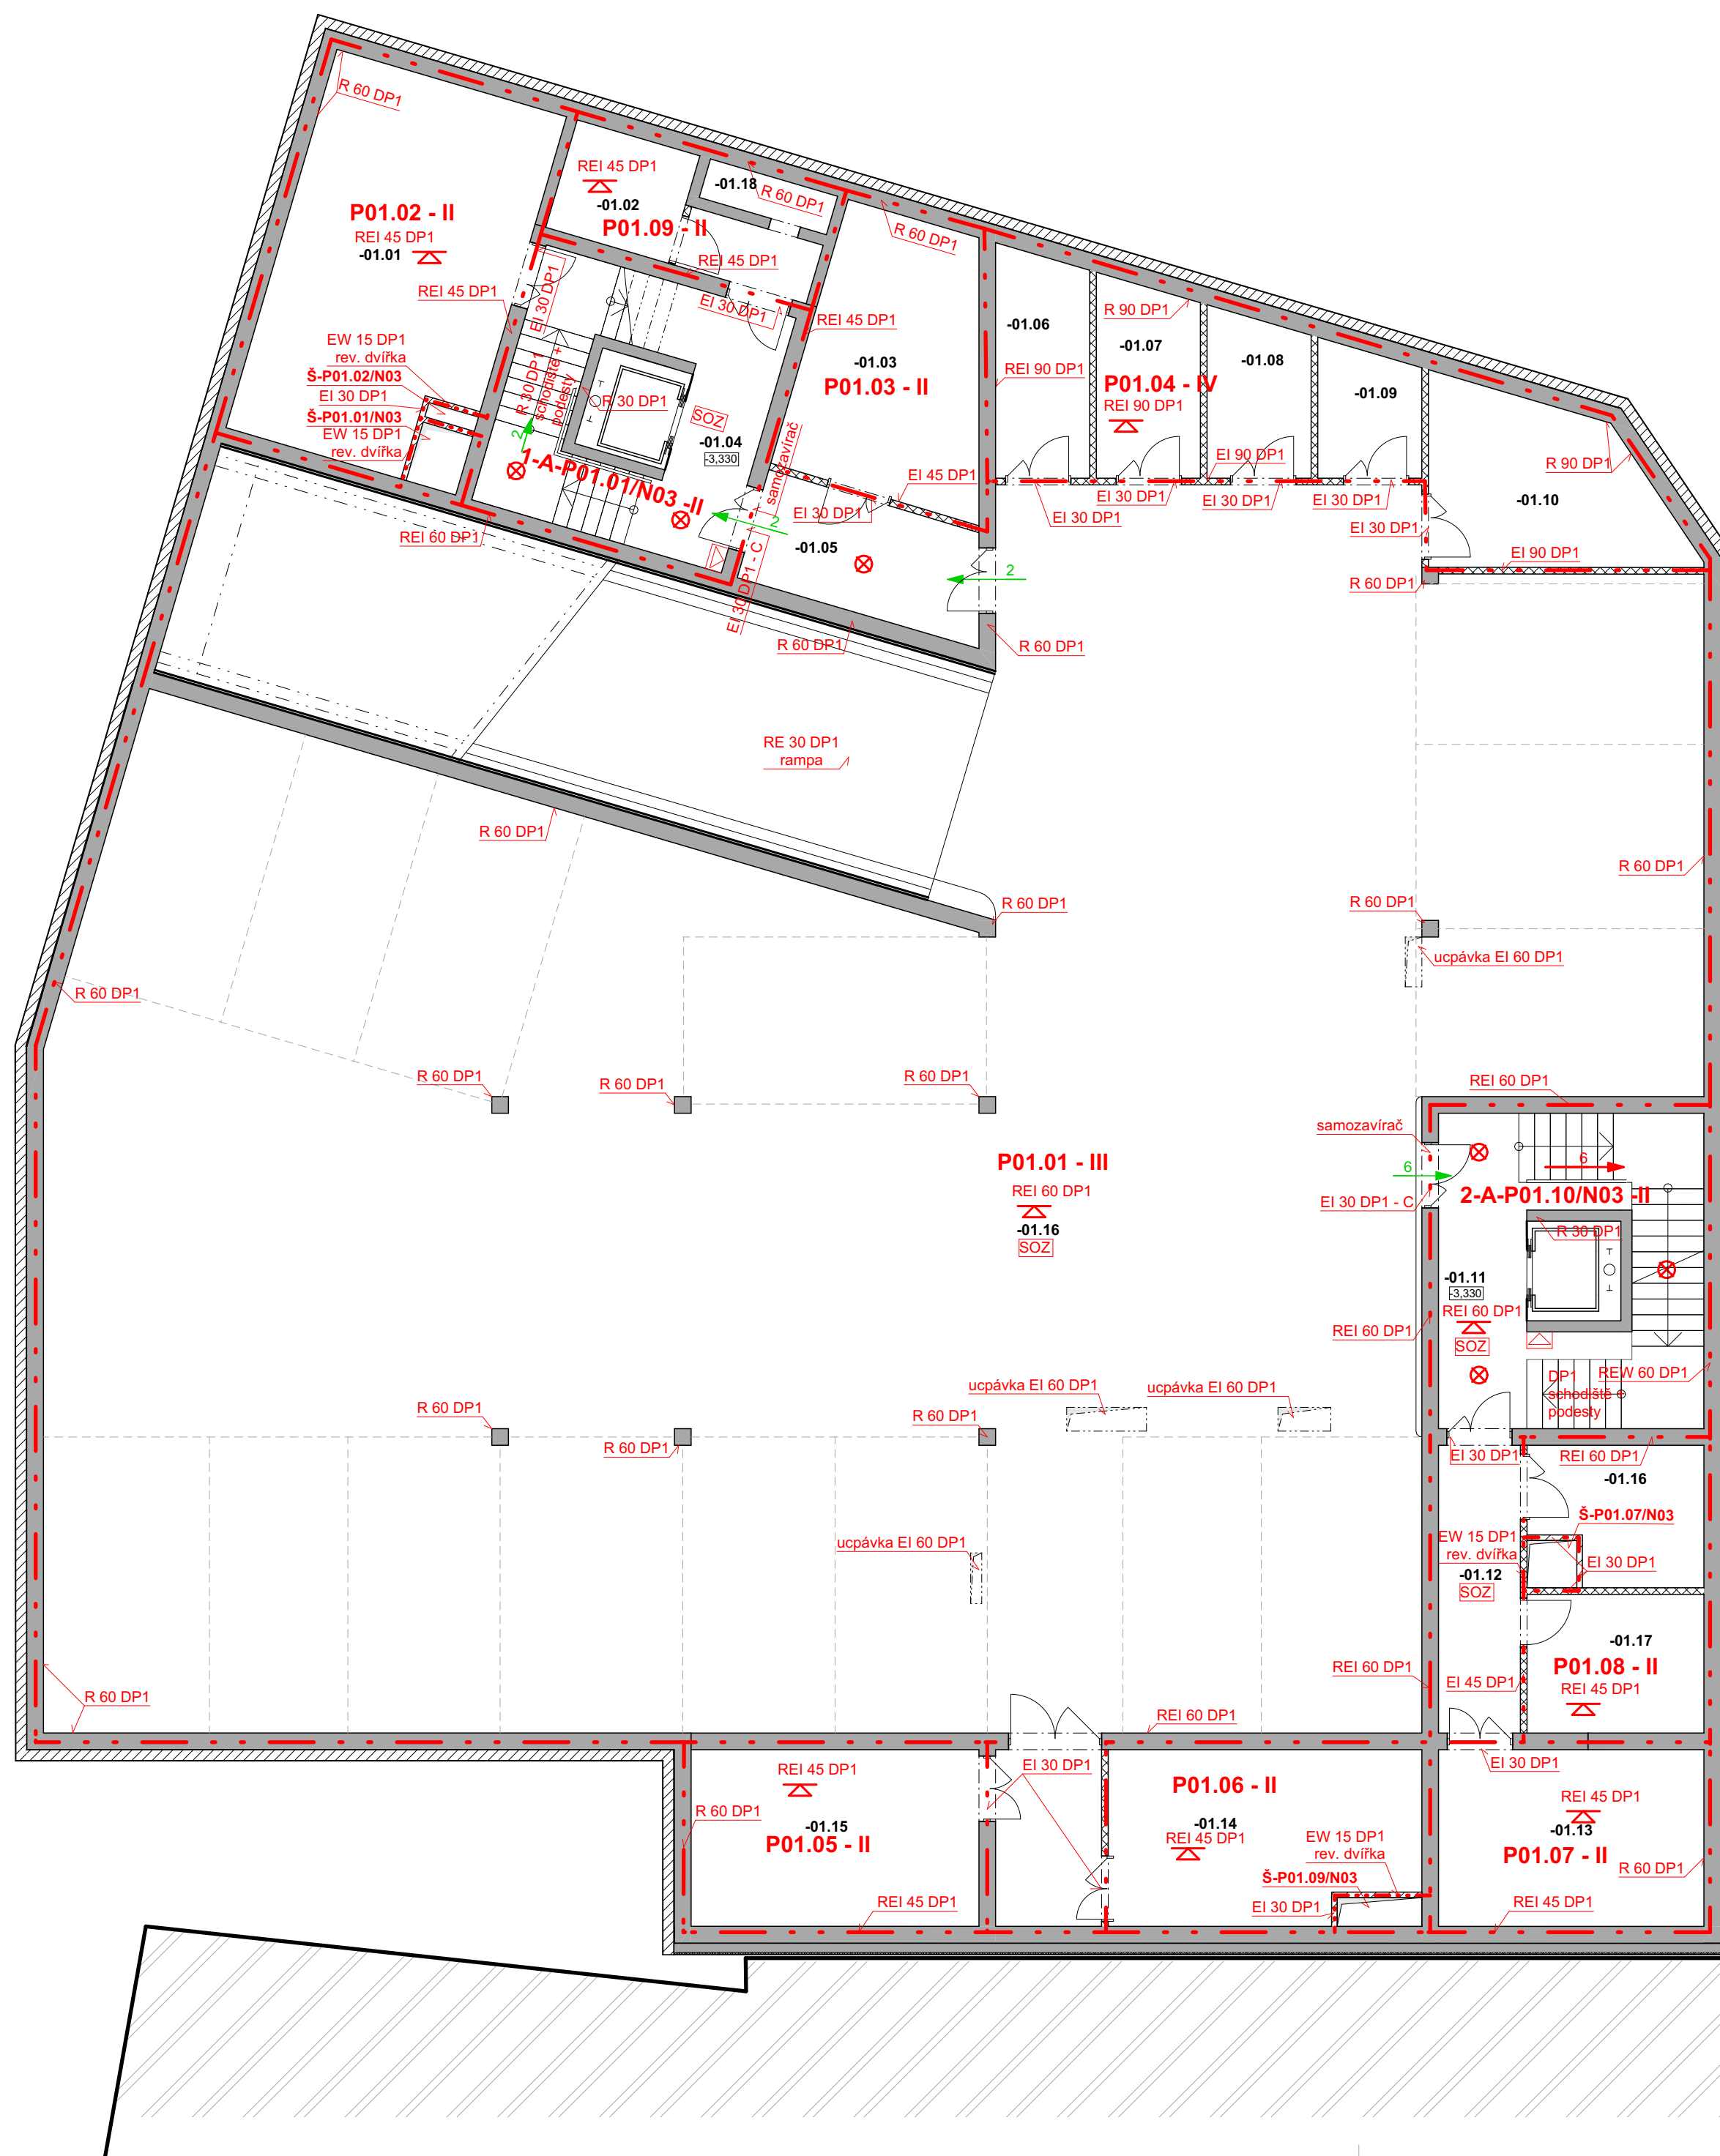 R 60 DP1
REI 45 DP1
-01.02
P01.09 - II
-01.18
R 60 DP1
P01.02 - II
REI 45 DP1
-01.01
R 60 DP1
REI 45 DP1
REI 45 DP1
EI 30 DP1
EI 30 DP1
REI 45 DP1
-01.03
P01.03 - II
-01.06
REI 90 DP1
R 90 DP1
-01.07
P01.04 - IV
REI 90 DP1
-01.08
-01.09
EW 15 DP1
rev. dvířka
Š-P01.02/N03
EI 30 DP1
Š-P01.01/N03
EW 15 DP1
rev. dvířka
R 30 DP1
schodiště +
podesty
R 30 DP1
SOZ
-01.04
-3,330
2
1-A-P01.01/N03 -II
samozavírač
EI 30 DP1 - C
2
REI 60 DP1
EI 45 DP1
EI 30 DP1
-01.05
2
EI 90 DP1
EI 30 DP1
EI 30 DP1
EI 30 DP1
EI 30 DP1
EI 30 DP1
R 90 DP1
-01.10
EI 90 DP1
R 60 DP1
R 60 DP1
R 60 DP1
RE 30 DP1
rampa
R 60 DP1
R 60 DP1
R 60 DP1
R 60 DP1
ucpávka EI 60 DP1
R 60 DP1
R 60 DP1
R 60 DP1
R 60 DP1
REI 60 DP1
samozavírač
P01.01 - III
REI 60 DP1
-01.16
SOZ
6
EI 30 DP1 - C
6
2-A-P01.10/N03 -II
R 30 DP1
-01.11
-3,330
REI 60 DP1
SOZ
REI 60 DP1
DP1
schodiště +
podesty
REW 60 DP1
ucpávka EI 60 DP1
ucpávka EI 60 DP1
R 60 DP1
R 60 DP1
R 60 DP1
EI 30 DP1
REI 60 DP1
-01.16
Š-P01.07/N03
EW 15 DP1
rev. dvířka
EI 30 DP1
-01.12
SOZ
ucpávka EI 60 DP1
-01.17
P01.08 - II
REI 45 DP1
REI 60 DP1
EI 45 DP1
R 60 DP1
REI 60 DP1
REI 45 DP1
-01.15
P01.05 - II
R 60 DP1
EI 30 DP1
P01.06 - II
-01.14
REI 45 DP1
EW 15 DP1
rev. dvířka
Š-P01.09/N03
EI 30 DP1
EI 30 DP1
REI 45 DP1
-01.13
P01.07 - II
R 60 DP1
REI 45 DP1
REI 45 DP1